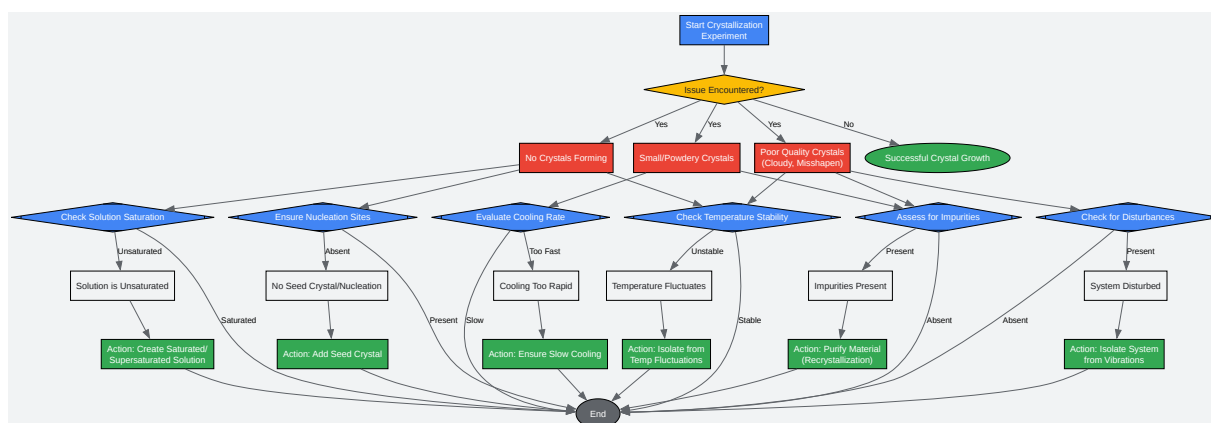 Start Crystallization
Experiment
Issue Encountered?
Yes
Yes
Yes
No
No Crystals Forming
Small/Powdery Crystals
Poor Quality Crystals
(Cloudy, Misshapen)
Successful Crystal Growth
Check Solution Saturation
Ensure Nucleation Sites
Evaluate Cooling Rate
Check Temperature Stability
Assess for Impurities
Check for Disturbances
Unsaturated
Absent
Too Fast
Unstable
Present
Present
Solution is Unsaturated
No Seed Crystal/Nucleation
Cooling Too Rapid
Temperature Fluctuates
Impurities Present
System Disturbed
Saturated
Present
Slow
Stable
Absent
Absent
Action: Create Saturated/
Supersaturated Solution
Action: Add Seed Crystal
Action: Ensure Slow Cooling
Action: Isolate from
Temp Fluctuations
Action: Purify Material
(Recrystallization)
Action: Isolate System
from Vibrations
End